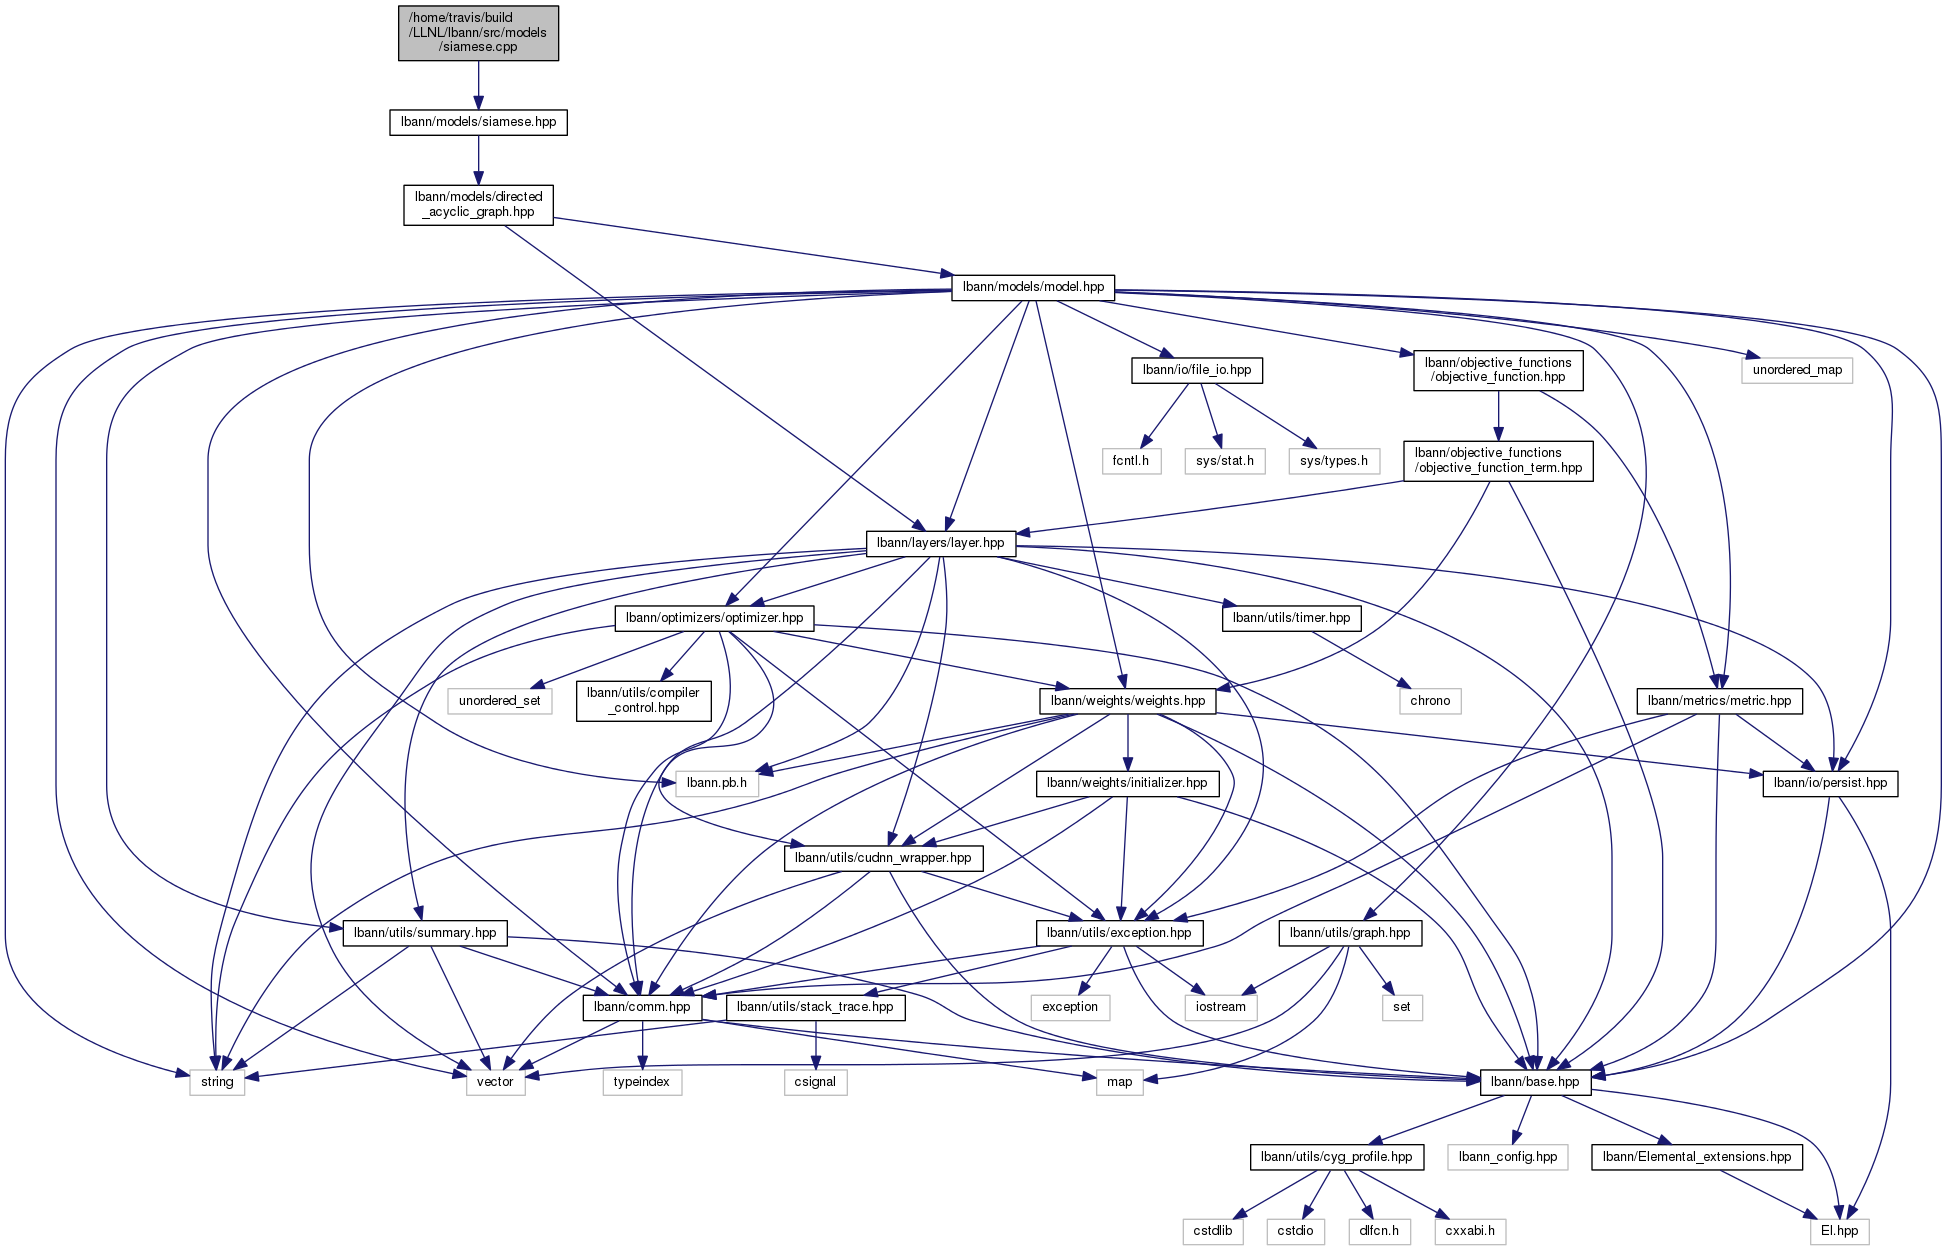 /home/travis/build
/LLNL/lbann/src/models
/siamese.cpp
lbann/models/siamese.hpp
lbann/models/directed
_acyclic_graph.hpp
lbann/models/model.hpp
lbann/io/file_io.hpp
lbann/objective_functions
/objective_function.hpp
unordered_map
fcntl.h
sys/stat.h
sys/types.h
lbann/objective_functions
/objective_function_term.hpp
lbann/layers/layer.hpp
lbann/optimizers/optimizer.hpp
lbann/utils/timer.hpp
unordered_set
lbann/utils/compiler
_control.hpp
lbann/weights/weights.hpp
chrono
lbann/metrics/metric.hpp
lbann.pb.h
lbann/weights/initializer.hpp
lbann/io/persist.hpp
lbann/utils/cudnn_wrapper.hpp
lbann/utils/summary.hpp
lbann/utils/exception.hpp
lbann/utils/graph.hpp
lbann/comm.hpp
lbann/utils/stack_trace.hpp
exception
iostream
set
string
vector
typeindex
csignal
map
lbann/base.hpp
lbann/utils/cyg_profile.hpp
lbann_config.hpp
lbann/Elemental_extensions.hpp
cstdlib
cstdio
dlfcn.h
cxxabi.h
El.hpp